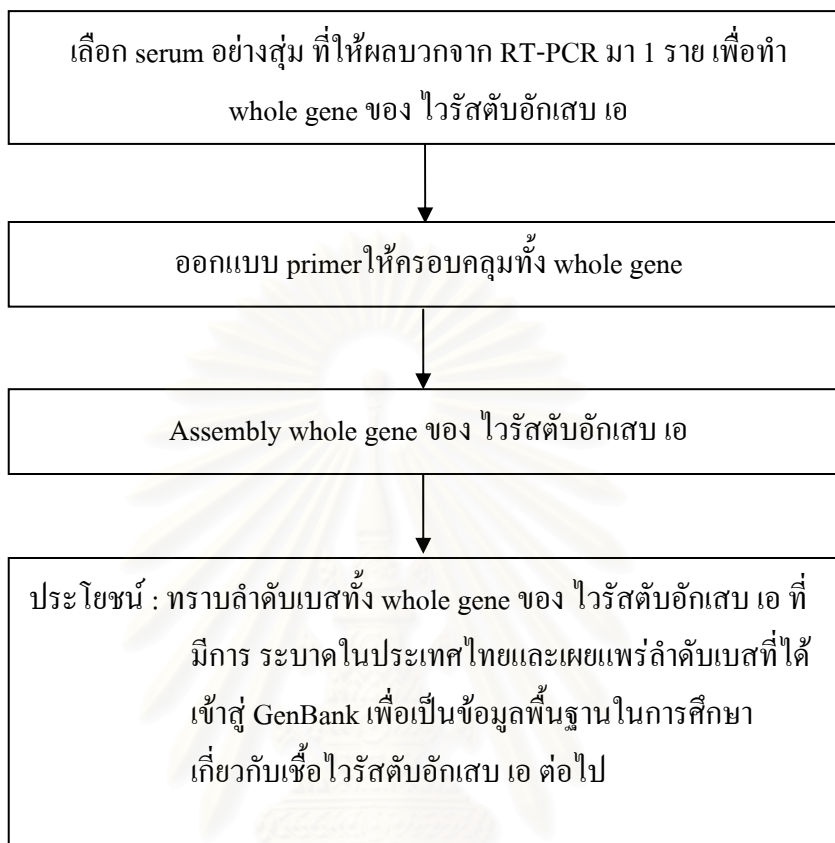 เลือก serum อย่างสุ่ม ที่ให้ผลบวกจาก RT-PCR มา 1 ราย เพื่อทำ
whole gene ของ ไวรัสตับอักเสบ เอ
ออกแบบ primerให้ครอบคลุมทั้ง whole gene
Assembly whole gene ของ ไวรัสตับอักเสบ เอ
ประโยชน์ : ทราบลำดับเบสทั้ง whole gene ของ ไวรัสตับอักเสบ เอ ที่
มีการ ระบาดในประเทศไทยและเผยแพร่ลำดับเบสที่ได้
เข้าสู่ GenBank เพื่อเป็นข้อมูลพื้นฐานในการศึกษา
เกี่ยวกับเชื้อไวรัสตับอักเสบ เอ ต่อไป